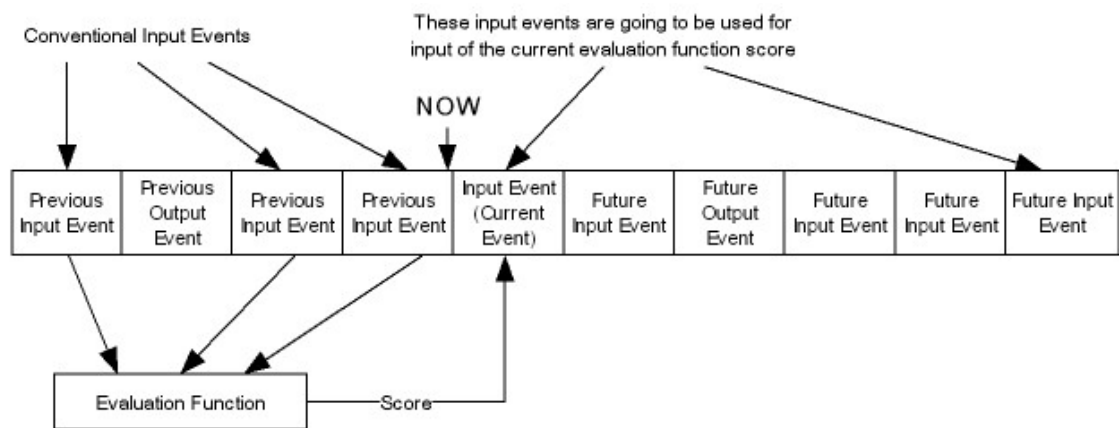 Conventional Input Events
These input events are going to be used for
input of the current evaluation function score
NOW
Previous
Input Event
Previous
Output
Event
Previous
Input Event
Previous
Input Event
Input Event
(Current
Event)
Future
Input Event
Future
Output
Event
Future
Input Event
Future
Input Event
Future Input
Event
Evaluation Function
Score